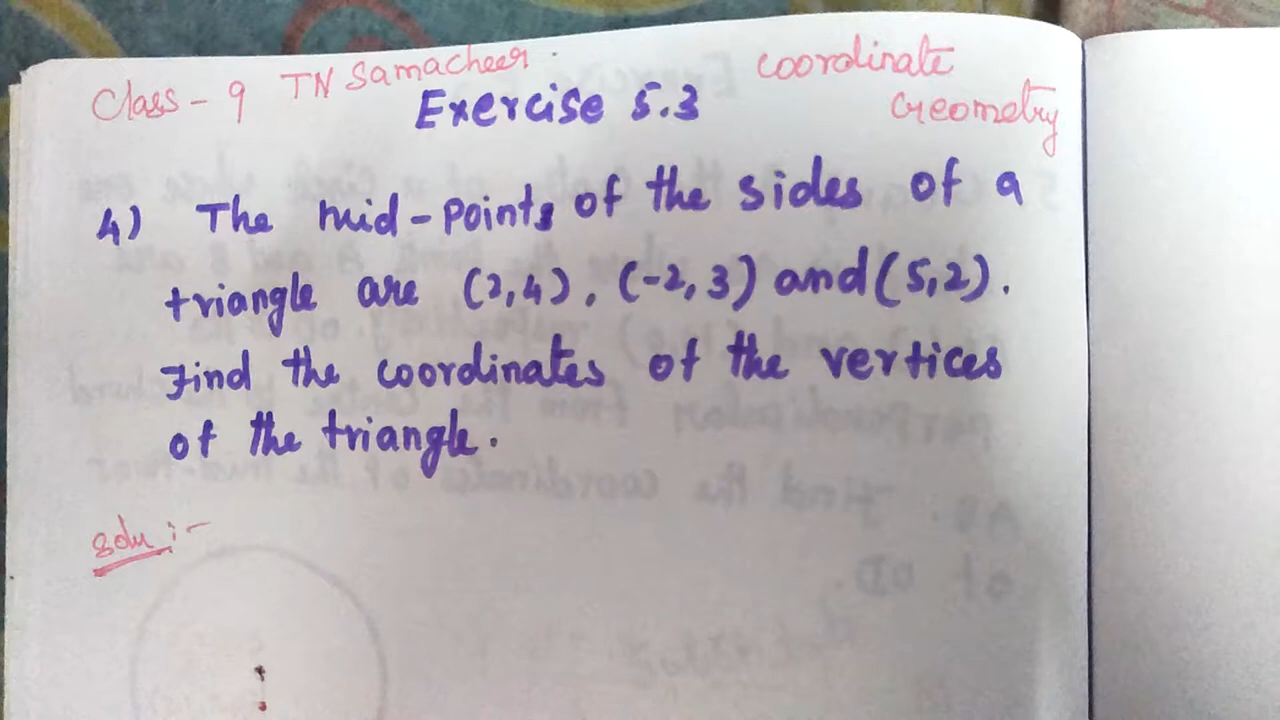 Class - 9 TN Samacheer. coordinate
Exercise 5.3 Geometry
4) The mid-points of the sides of a
triangle are (2,4), (-2,3) and (5,2).
Find the coordinates of the vertices
of the triangle.
Soln :-